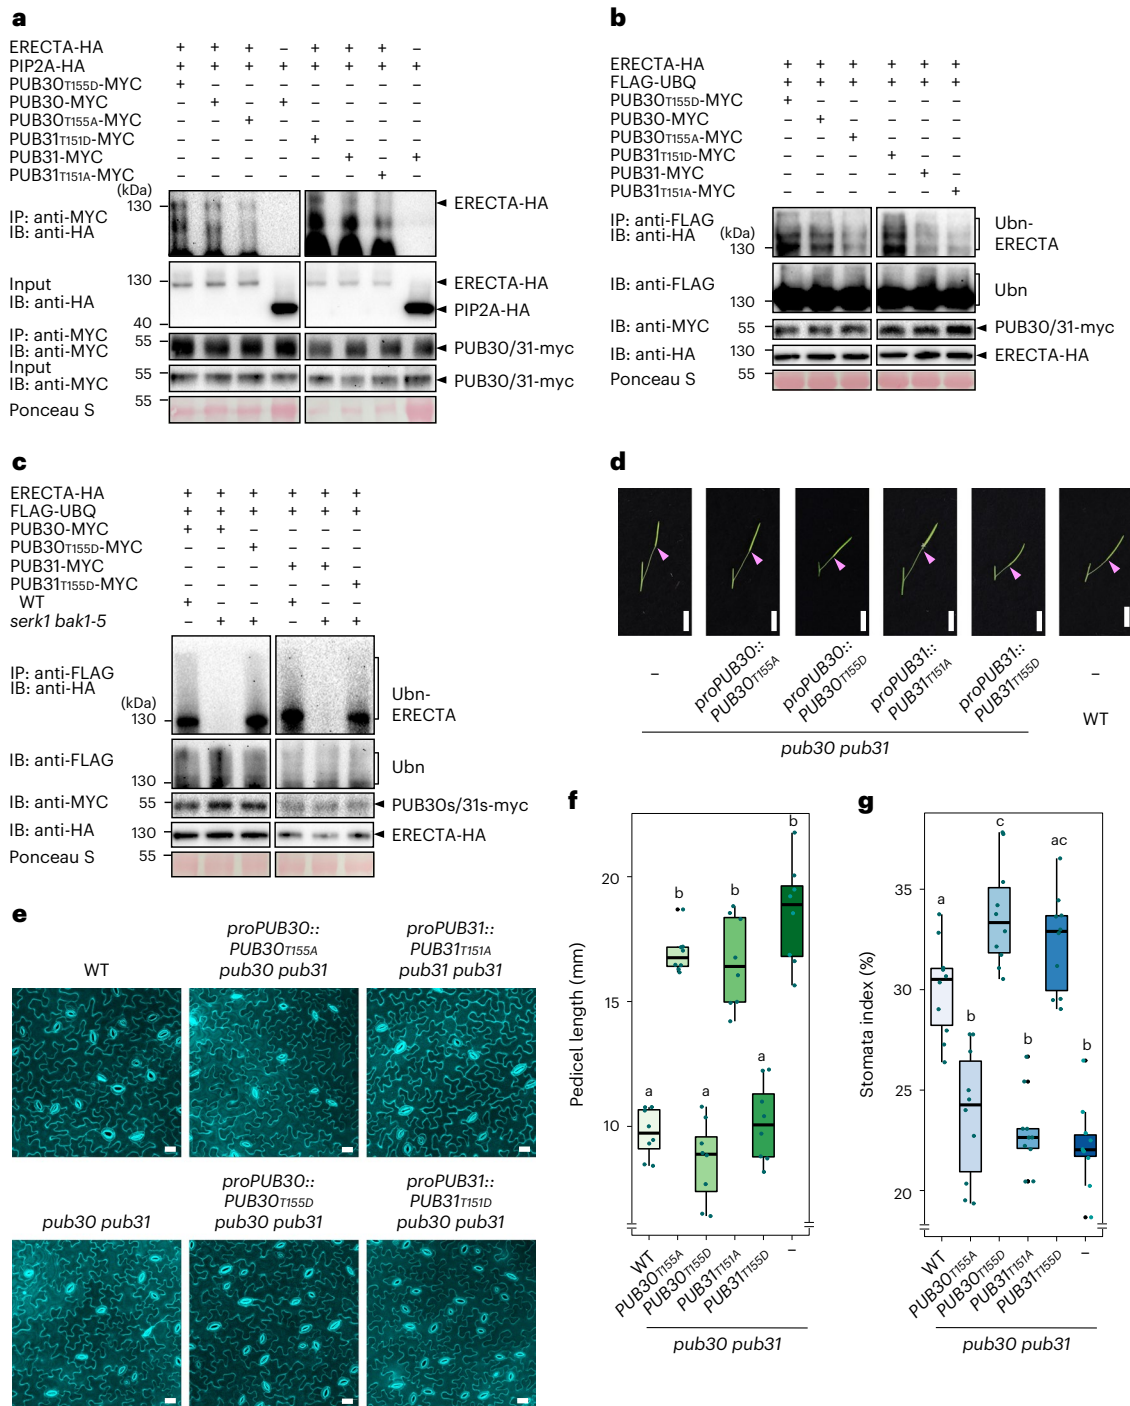 a
ERECTA-HA + + + – + + + –
PIP2A-HA + + + + + + + +
PUB30T155D-MYC + – – – – – – –
PUB30-MYC – + – + – – – –
PUB30T155A-MYC – – + – – – – –
PUB31T151D-MYC – – – – + – – –
PUB31-MYC – – – – – + – +
PUB31T151A-MYC – – – – – – + –
(kDa)
130
IP: anti-MYC
IB: anti-HA
ERECTA-HA
Input
IB: anti-HA
130
40
ERECTA-HA
PIP2A-HA
IP: anti-MYC
IB: anti-MYC
55
PUB30/31-myc
Input
IB: anti-MYC
55
PUB30/31-myc
Ponceau S
55
b
ERECTA-HA + + + + + +
FLAG-UBQ + + + + + +
PUB30T155D-MYC + – – – – –
PUB30-MYC – + – – – –
PUB30T155A-MYC – – + – – –
PUB31T151D-MYC – – – + – –
PUB31-MYC – – – – + –
PUB31T151A-MYC – – – – – +
IP: anti-FLAG
IB: anti-HA
(kDa)
130
Ubn-
ERECTA
IB: anti-FLAG
130
Ubn
IB: anti-MYC
55
PUB30/31-myc
IB: anti-HA
130
ERECTA-HA
Ponceau S
55
c
ERECTA-HA + + + + + +
FLAG-UBQ + + + + + +
PUB30-MYC + + – – – –
PUB30T155D-MYC – – + – – –
PUB31-MYC – – – + + –
PUB31T155D-MYC – – – – – +
WT + – – + – –
serk1 bak1-5 – + + – + +
IP: anti-FLAG
IB: anti-HA
(kDa)
130
Ubn-
ERECTA
IB: anti-FLAG
130
Ubn
IB: anti-MYC
55
PUB30s/31s-myc
IB: anti-HA
130
ERECTA-HA
Ponceau S
55
d
–
proPUB30::
PUB30T155A
proPUB30::
PUB30T155D
proPUB31::
PUB31T151A
proPUB31::
PUB31T155D
–
WT
pub30 pub31
e
WT
proPUB30::
PUB30T155A
pub30 pub31
proPUB31::
PUB31T151A
pub31 pub31
pub30 pub31
proPUB30::
PUB30T155D
pub30 pub31
proPUB31::
PUB31T151D
pub30 pub31
f
Pedicel length (mm)
20
15
10
a
b
a
b
a
b
WT
PUB30T155A
PUB30T155D
PUB31T151A
PUB31T155D
–
pub30 pub31
g
Stomata index (%)
35
30
25
20
a
b
c
b
ac
b
WT
PUB30T155A
PUB30T155D
PUB31T151A
PUB31T155D
–
pub30 pub31